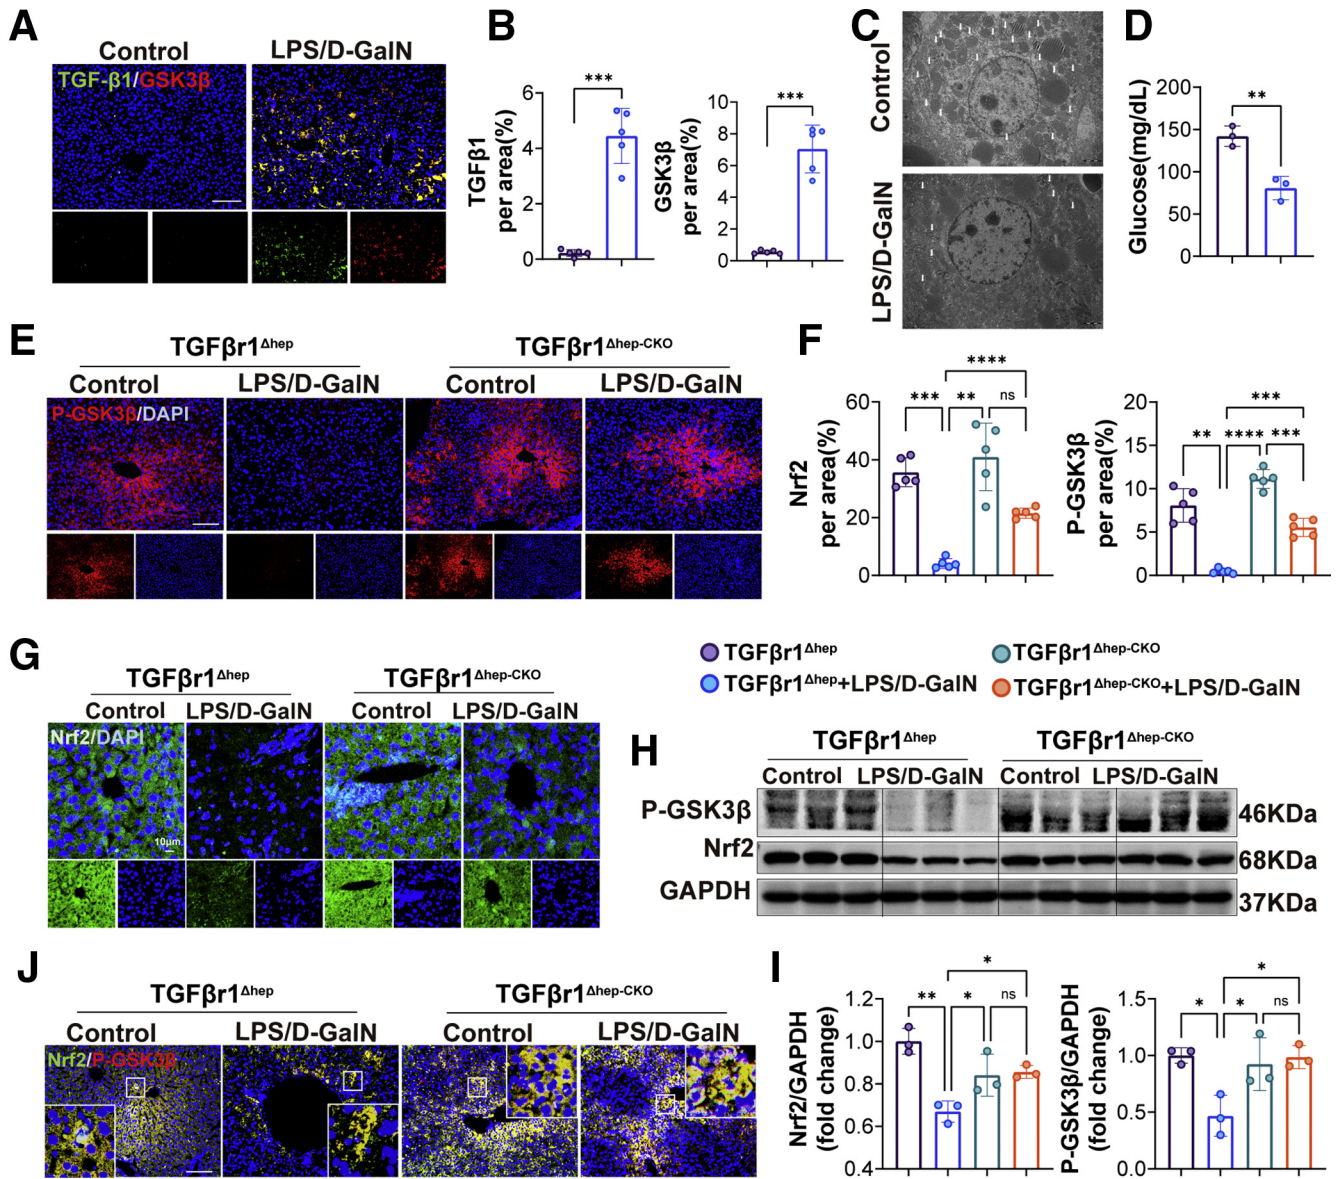 A
Control
LPS/D-GalN
TGF-β1/GSK3β
B
***
6
4
2
0
TGFβ1
per area(%)
***
10
8
6
4
2
0
GSK3β
per area(%)
C
Control
LPS/D-GalN
D
**
200
150
100
50
0
Glucose(mg/dL)
E
TGFβr1Δhep
TGFβr1Δhep-CKO
Control
LPS/D-GalN
Control
LPS/D-GalN
P-GSK3β/DAPI
F
****
*** ** ns
60
40
20
0
Nrf2
per area(%)
***
** **** ***
20
15
10
5
0
P-GSK3β
per area(%)
TGFβr1Δhep
TGFβr1Δhep-CKO
TGFβr1Δhep+LPS/D-GalN
TGFβr1Δhep-CKO+LPS/D-GalN
G
TGFβr1Δhep
TGFβr1Δhep-CKO
Control
LPS/D-GalN
Control
LPS/D-GalN
Nrf2/DAPI
10μm
H
TGFβr1Δhep
TGFβr1Δhep-CKO
Control
LPS/D-GalN
Control
LPS/D-GalN
P-GSK3β
46KDa
Nrf2
68KDa
GAPDH
37KDa
J
TGFβr1Δhep
TGFβr1Δhep-CKO
Control
LPS/D-GalN
Control
LPS/D-GalN
Nrf2/P-GSK3β
I
*
** * ns
1.2
1.0
0.8
0.6
0.4
Nrf2/GAPDH
(fold change)
*
* * ns
1.5
1.0
0.5
0.0
P-GSK3β/GAPDH
(fold change)